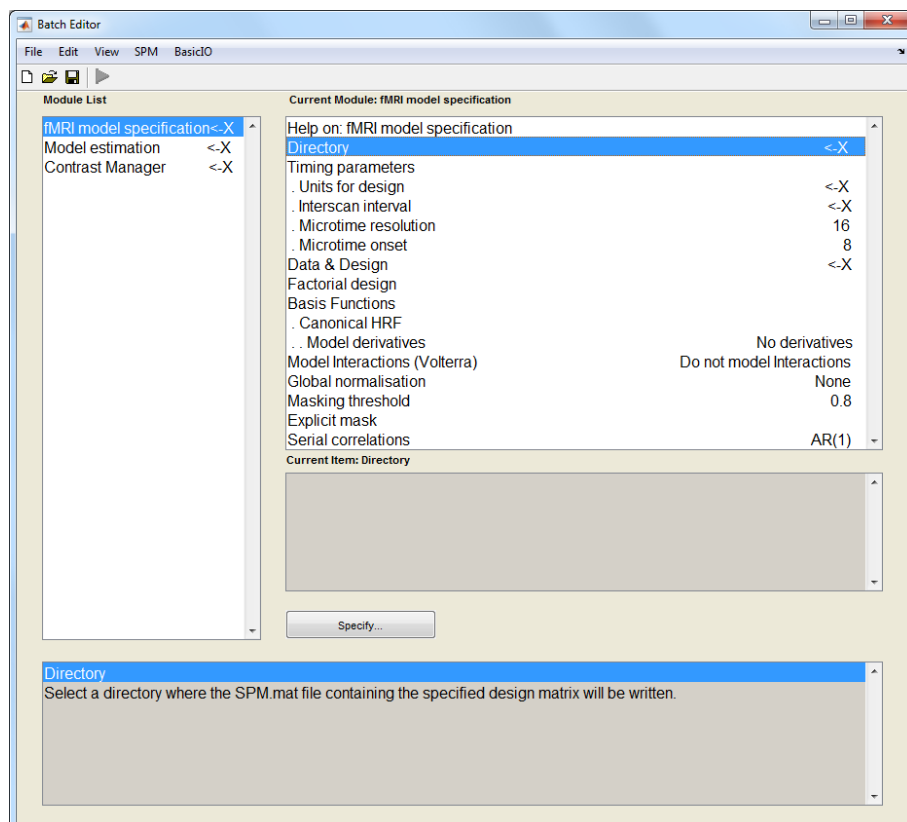 Batch Editor
File Edit View SPM BasicIO
Module List
Current Module: fMRI model specification
fMRI model specification<-X
Model estimation <-X
Contrast Manager <-X
Help on: fMRI model specification
Directory <-X
Timing parameters
. Units for design <-X
. Interscan interval <-X
. Microtime resolution 16
. Microtime onset 8
Data & Design <-X
Factorial design
Basis Functions
. Canonical HRF
. . Model derivatives No derivatives
Model Interactions (Volterra) Do not model Interactions
Global normalisation None
Masking threshold 0.8
Explicit mask
Serial correlations AR(1)
Current Item: Directory
Specify...
Directory
Select a directory where the SPM.mat file containing the specified design matrix will be written.